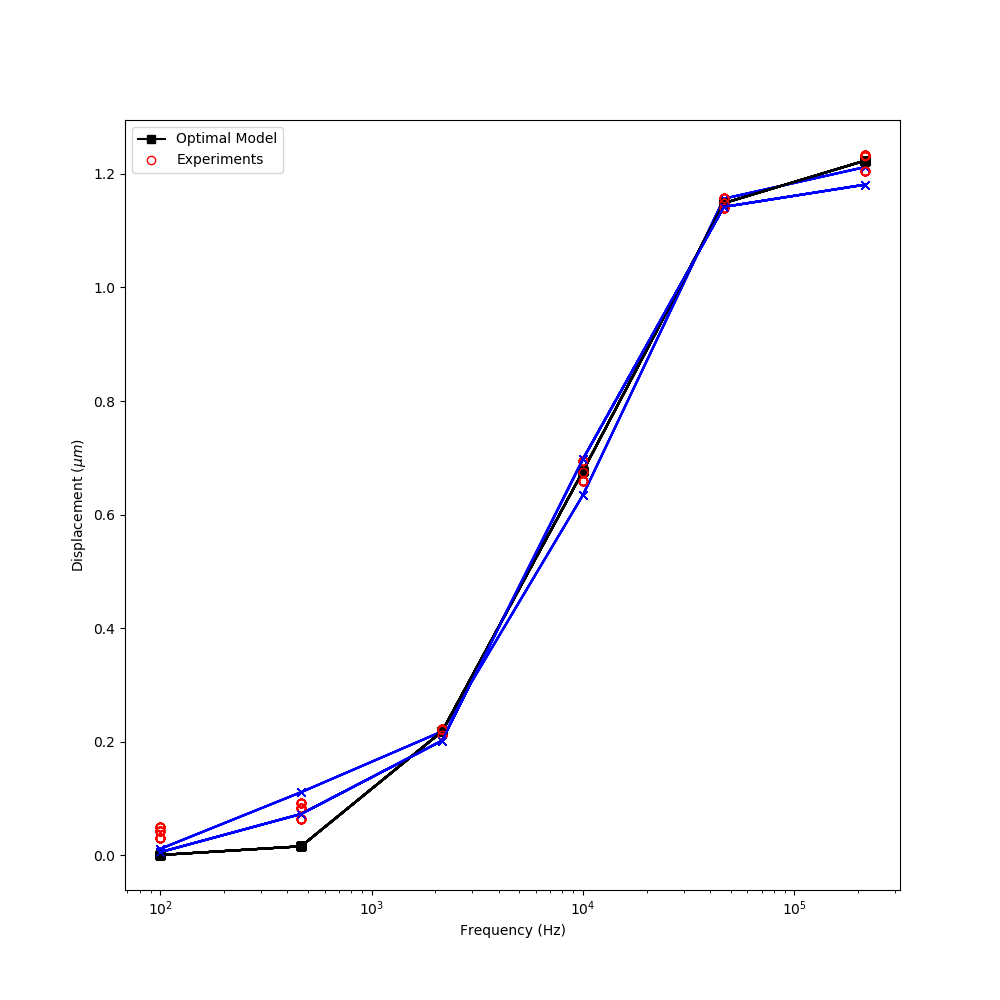 Optimal Model
Experiments
1.2
1.0
0.8
0.6
0.4
0.2
0.0
Displacement (μm)
10²
10³
10⁴
10⁵
Frequency (Hz)